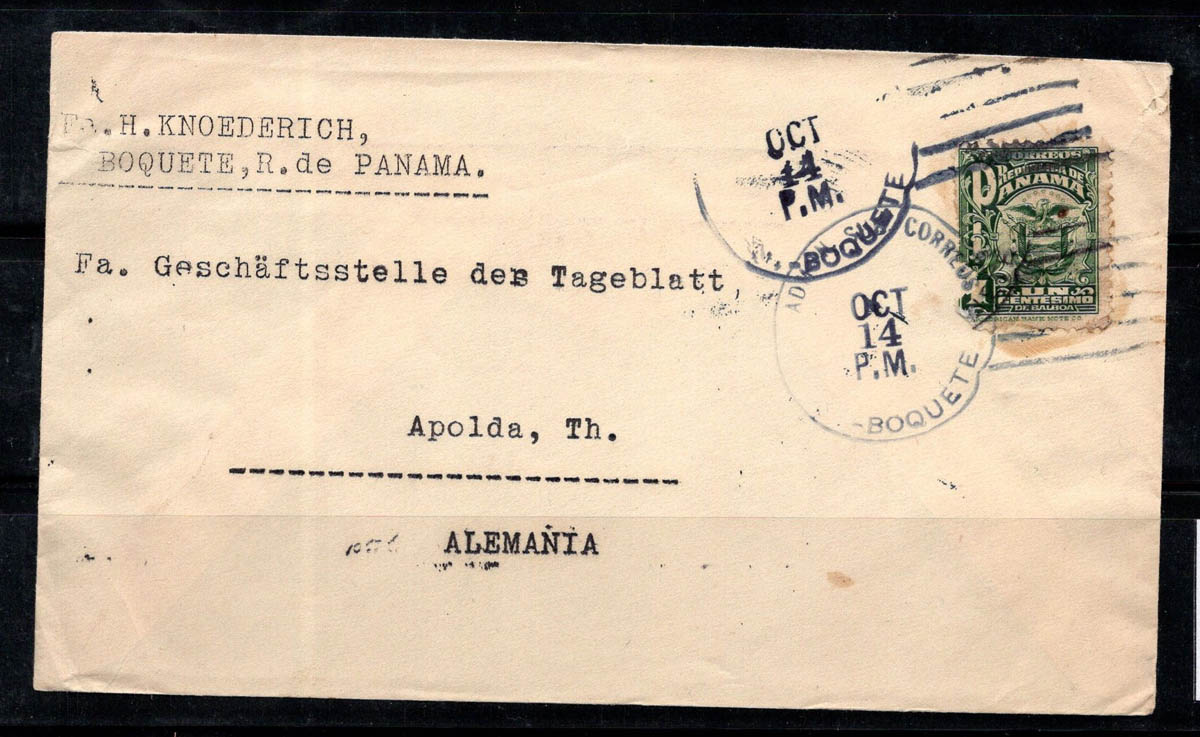 Fa. H. KNOEDERICH,
BOQUETE, R. de PANAMA.
Fa. Geschäftsstelle des Tageblatt,
Apolda, Th.
ALEMANIA
OCT
14
P.M.
BOQUETE
CORREOS
OCT
14
P.M.
BOQUETE
CORREOS
REPUBLICA DE
PANAMA
UN
CENTESIMO
DE BALBOA